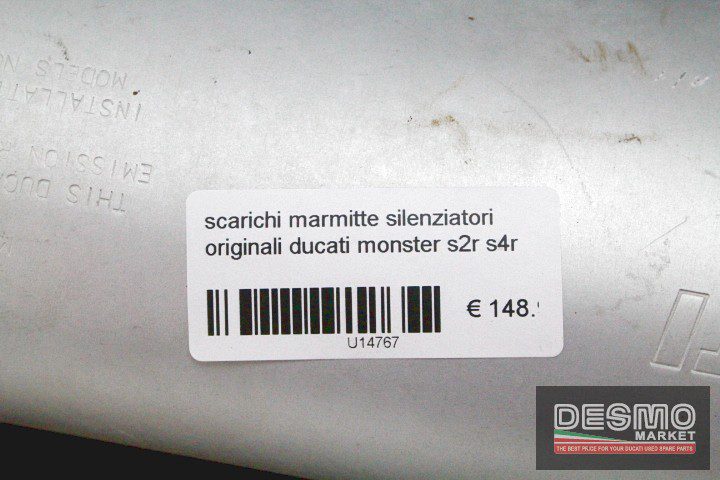 scarichi marmitte silenziatori
originali ducati monster s2r s4r
€ 148.
U14767
DESMO
MARKET
THE BEST PRICE FOR YOUR DUCATI USED SPARE PARTS
THIS
EMISSION
INSTALLATI
MODELS NO